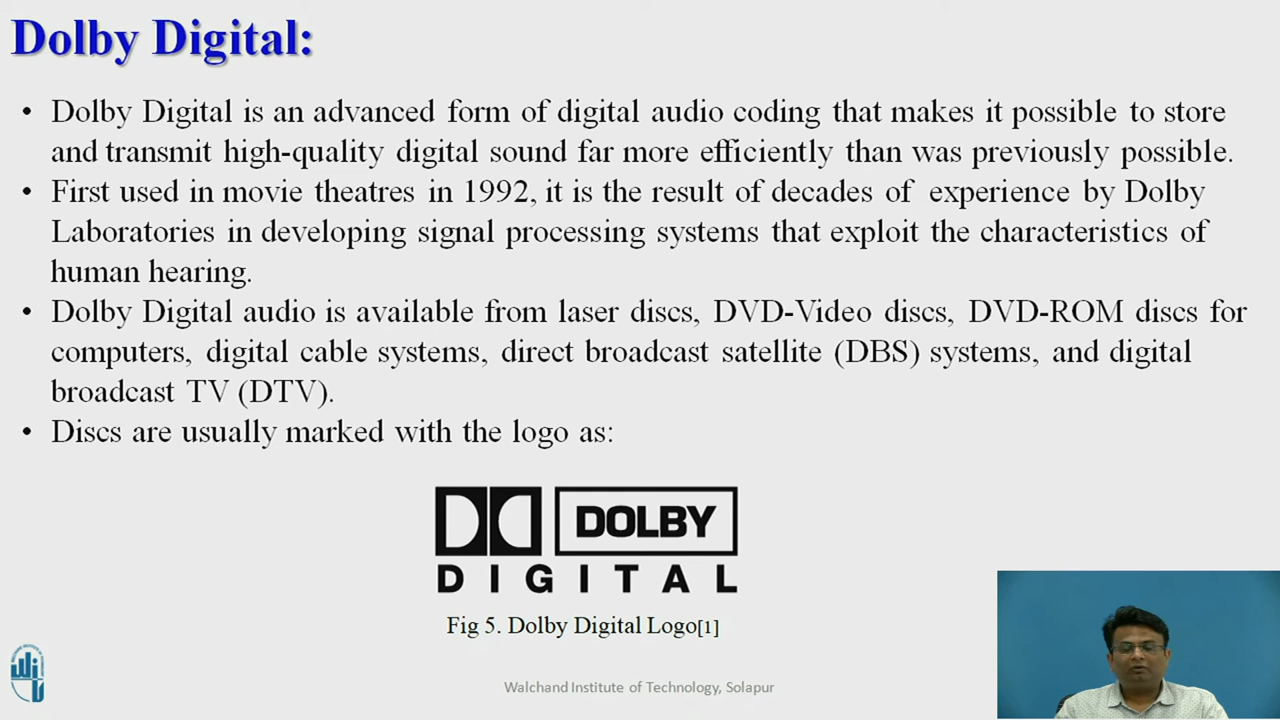 Dolby Digital:
• Dolby Digital is an advanced form of digital audio coding that makes it possible to store
and transmit high-quality digital sound far more efficiently than was previously possible.
• First used in movie theatres in 1992, it is the result of decades of experience by Dolby
Laboratories in developing signal processing systems that exploit the characteristics of
human hearing.
• Dolby Digital audio is available from laser discs, DVD-Video discs, DVD-ROM discs for
computers, digital cable systems, direct broadcast satellite (DBS) systems, and digital
broadcast TV (DTV).
• Discs are usually marked with the logo as:
DOLBY
DIGITAL
Fig 5. Dolby Digital Logo[1]
Walchand Institute of Technology, Solapur